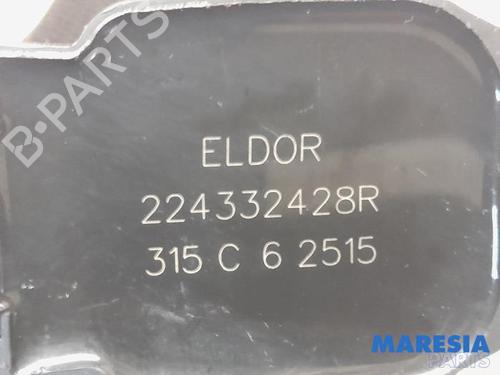 B-PARTS
ELDOR
224332428R
315 C 6 2515
MARESIA
PARTS